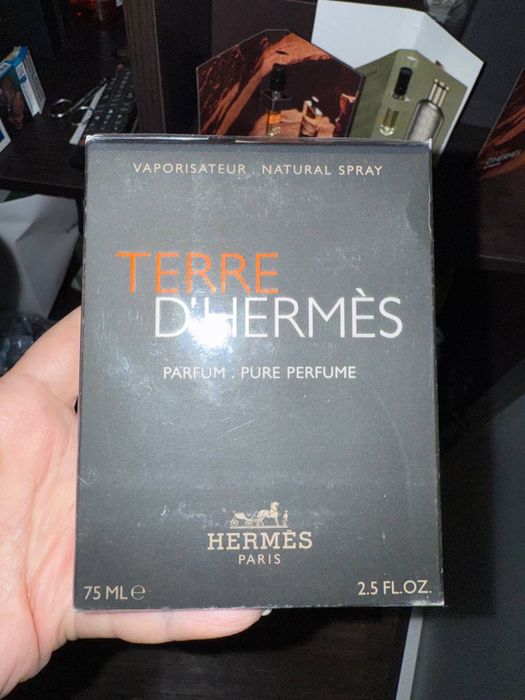 VAPORISATEUR . NATURAL SPRAY
TERRE
D'HERMÈS
PARFUM . PURE PERFUME
HERMÈS
PARIS
75 ML ℮ 2.5 FL.OZ.